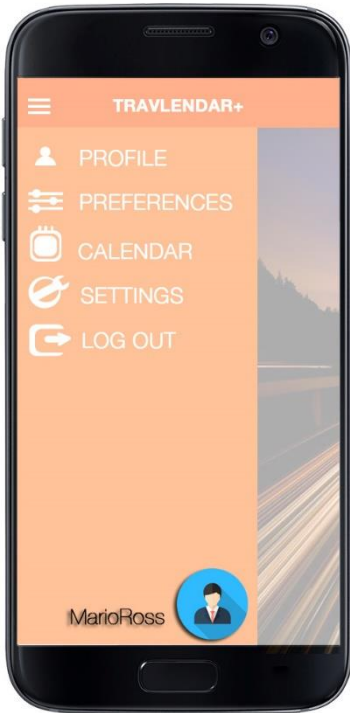 TRAVLENDAR+
PROFILE
PREFERENCES
CALENDAR
SETTINGS
LOG OUT
MarioRoss